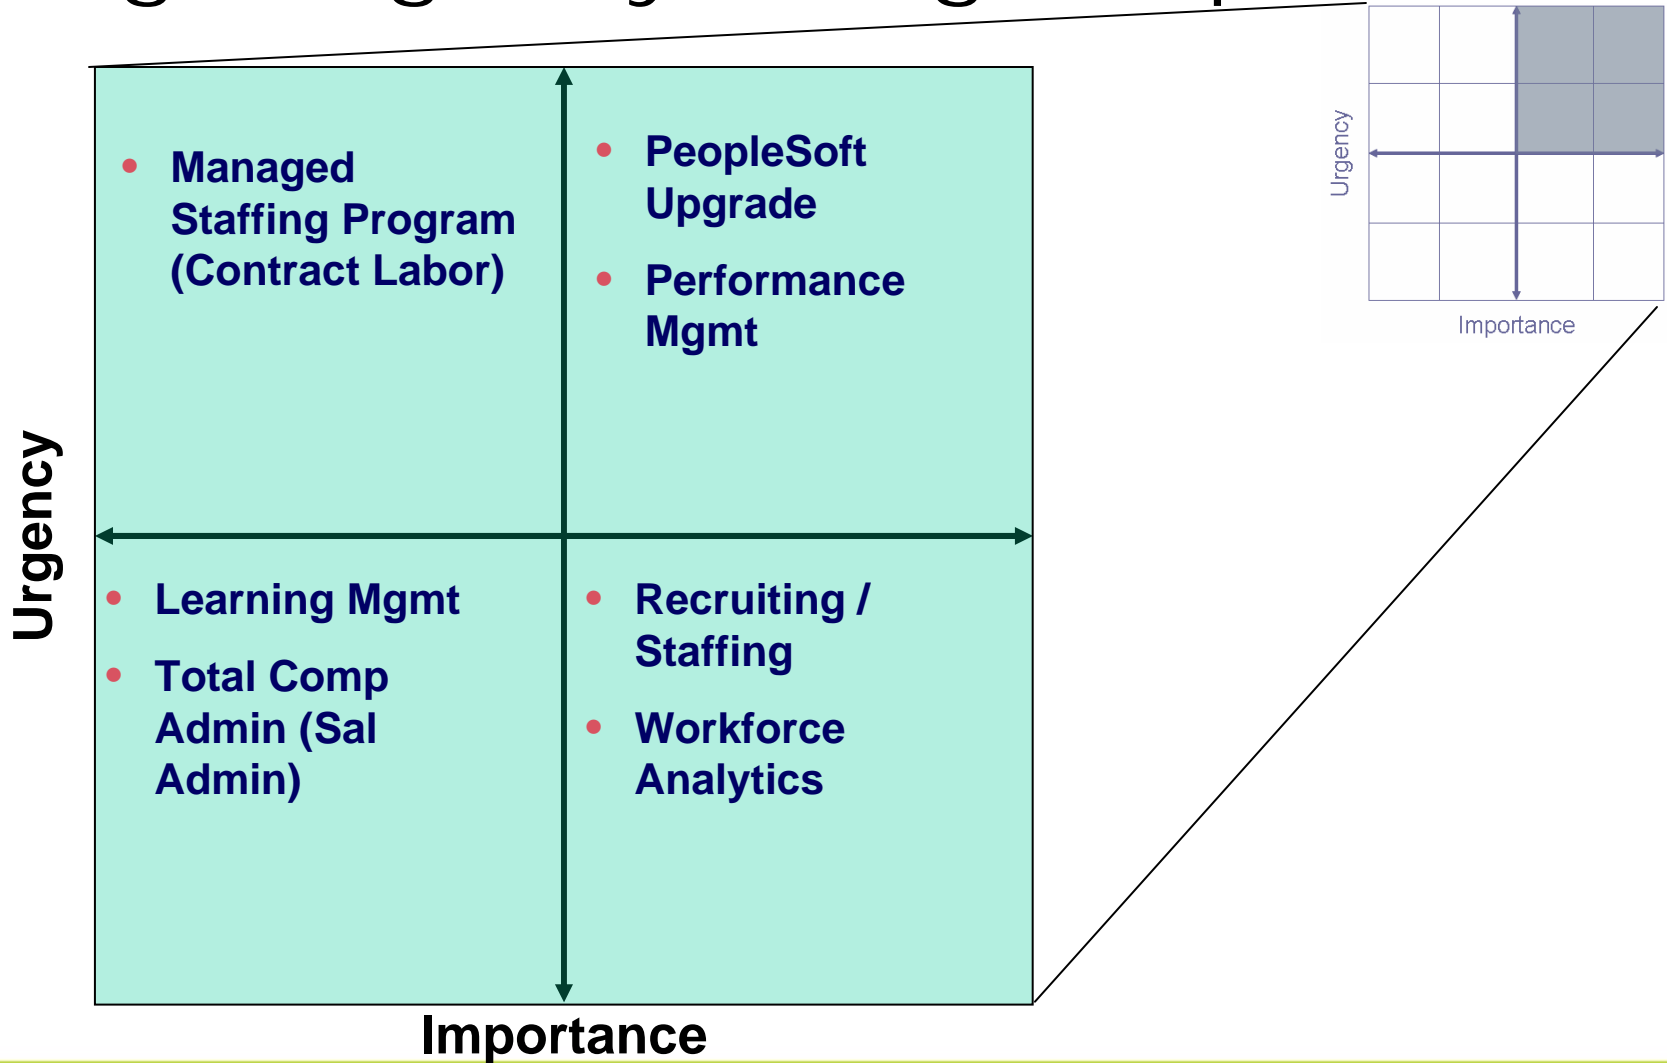 Managed
Staffing Program
(Contract Labor)
PeopleSoft
Upgrade
Performance
Mgmt
Learning Mgmt
Total Comp
Admin (Sal
Admin)
Recruiting /
Staffing
Workforce
Analytics
Urgency
Importance
Urgency
Importance